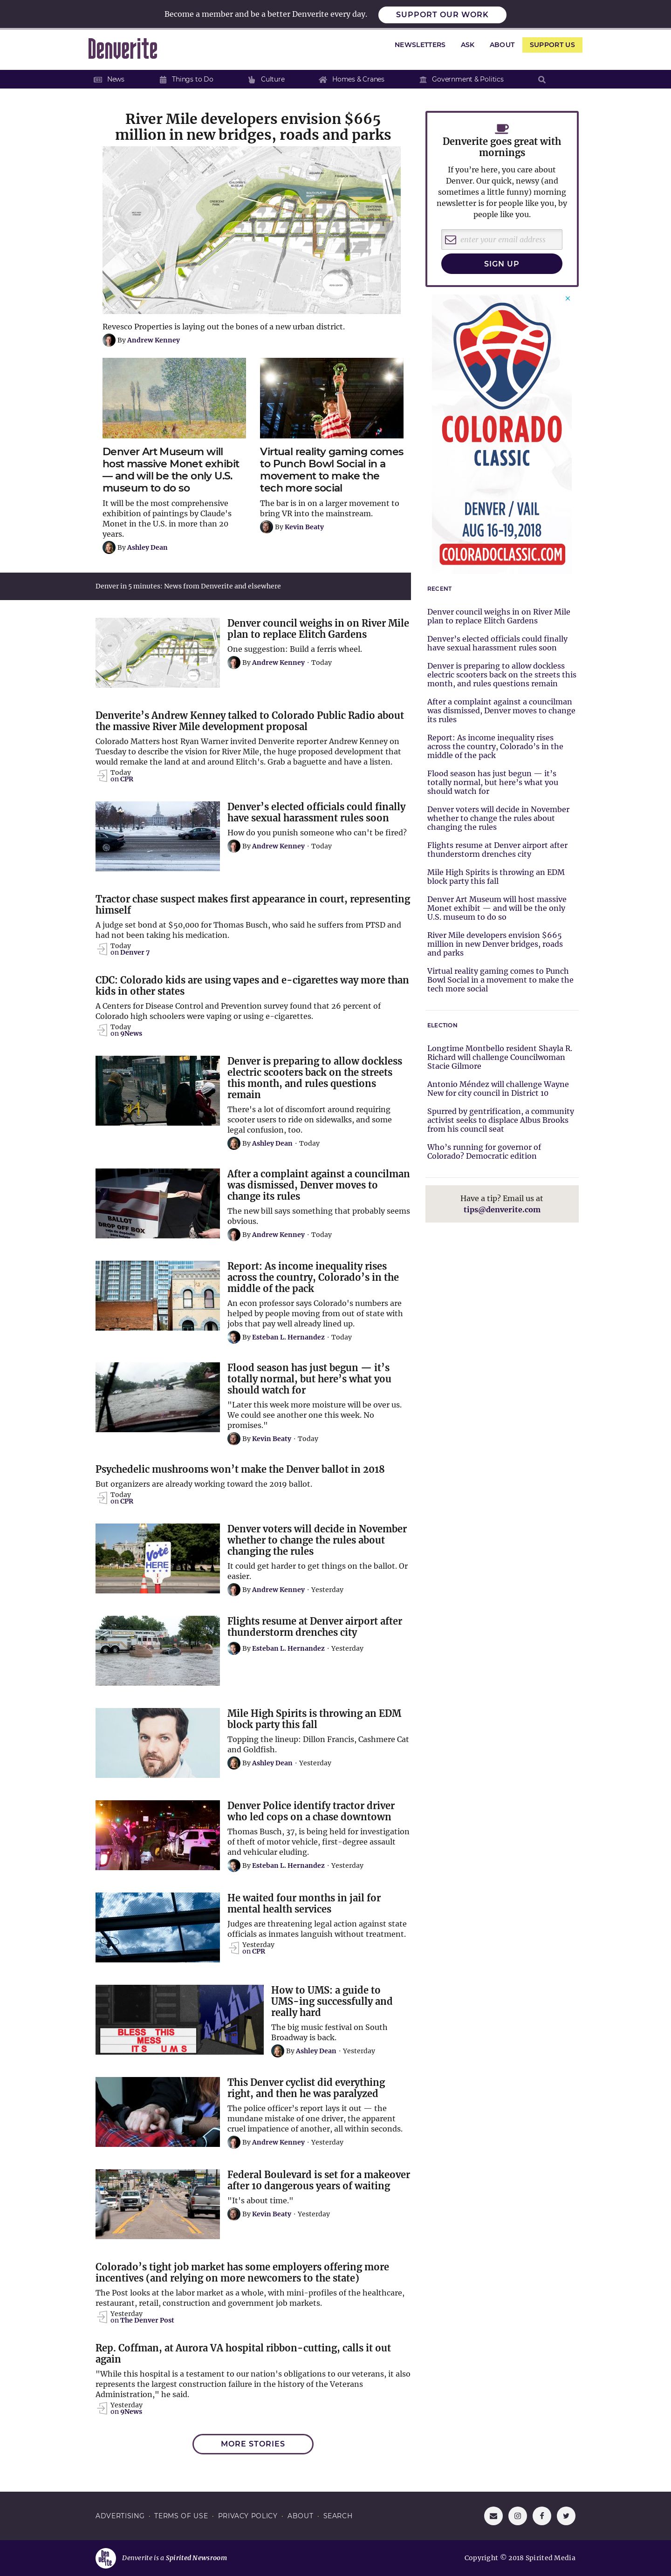 Become a member and be a better Denverite every day.
SUPPORT OUR WORK
Denverite
NEWSLETTERS
ASK
ABOUT
SUPPORT US
News
Things to Do
Culture
Homes & Cranes
Government & Politics
River Mile developers envision $665
million in new bridges, roads and parks
Revesco Properties is laying out the bones of a new urban district.
By Andrew Kenney
Denver Art Museum will
host massive Monet exhibit
— and will be the only U.S.
museum to do so
It will be the most comprehensive
exhibition of paintings by Claude's
Monet in the U.S. in more than 20
years.
By Ashley Dean
Virtual reality gaming comes
to Punch Bowl Social in a
movement to make the
tech more social
The bar is in on a larger movement to
bring VR into the mainstream.
By Kevin Beaty
Denver in 5 minutes: News from Denverite and elsewhere
Denver council weighs in on River Mile
plan to replace Elitch Gardens
One suggestion: Build a ferris wheel.
By Andrew Kenney · Today
Denverite's Andrew Kenney talked to Colorado Public Radio about
the massive River Mile development proposal
Colorado Matters host Ryan Warner invited Denverite reporter Andrew Kenney on
Tuesday to describe the vision for River Mile, the huge proposed development that
would remake the land at and around Elitch's. Grab a baguette and have a listen.
Today
on CPR
Denver's elected officials could finally
have sexual harassment rules soon
How do you punish someone who can't be fired?
By Andrew Kenney · Today
Tractor chase suspect makes first appearance in court, representing
himself
A judge set bond at $50,000 for Thomas Busch, who said he suffers from PTSD and
had not been taking his medication.
Today
on Denver 7
CDC: Colorado kids are using vapes and e-cigarettes way more than
kids in other states
A Centers for Disease Control and Prevention survey found that 26 percent of
Colorado high schoolers were vaping or using e-cigarettes.
Today
on 9News
Denver is preparing to allow dockless
electric scooters back on the streets
this month, and rules questions
remain
There's a lot of discomfort around requiring
scooter users to ride on sidewalks, and some
legal confusion, too.
By Ashley Dean · Today
BALLOT
DROP OFF BOX
After a complaint against a councilman
was dismissed, Denver moves to
change its rules
The new bill says something that probably seems
obvious.
By Andrew Kenney · Today
Report: As income inequality rises
across the country, Colorado's in the
middle of the pack
An econ professor says Colorado's numbers are
helped by people moving from out of state with
jobs that pay well already lined up.
By Esteban L. Hernandez · Today
Flood season has just begun — it's
totally normal, but here's what you
should watch for
"Later this week more moisture will be over us.
We could see another one this week. No
promises."
By Kevin Beaty · Today
Psychedelic mushrooms won't make the Denver ballot in 2018
But organizers are already working toward the 2019 ballot.
Today
on CPR
Vote
HERE
Denver voters will decide in November
whether to change the rules about
changing the rules
It could get harder to get things on the ballot. Or
easier.
By Andrew Kenney · Yesterday
Flights resume at Denver airport after
thunderstorm drenches city
By Esteban L. Hernandez · Yesterday
Mile High Spirits is throwing an EDM
block party this fall
Topping the lineup: Dillon Francis, Cashmere Cat
and Goldfish.
By Ashley Dean · Yesterday
Denver Police identify tractor driver
who led cops on a chase downtown
Thomas Busch, 37, is being held for investigation
of theft of motor vehicle, first-degree assault
and vehicular eluding.
By Esteban L. Hernandez · Yesterday
He waited four months in jail for
mental health services
Judges are threatening legal action against state
officials as inmates languish without treatment.
Yesterday
on CPR
BLESS THIS
MESS
ITS UMS
How to UMS: a guide to
UMS-ing successfully and
really hard
The big music festival on South
Broadway is back.
By Ashley Dean · Yesterday
This Denver cyclist did everything
right, and then he was paralyzed
The police officer's report lays it out — the
mundane mistake of one driver, the apparent
cruel impatience of another, all within seconds.
By Andrew Kenney · Yesterday
Federal Boulevard is set for a makeover
after 10 dangerous years of waiting
"It's about time."
By Kevin Beaty · Yesterday
Colorado's tight job market has some employers offering more
incentives (and relying on more newcomers to the state)
The Post looks at the labor market as a whole, with mini-profiles of the healthcare,
restaurant, retail, construction and government job markets.
Yesterday
on The Denver Post
Rep. Coffman, at Aurora VA hospital ribbon-cutting, calls it out
again
"While this hospital is a testament to our nation's obligations to our veterans, it also
represents the largest construction failure in the history of the Veterans
Administration," he said.
Yesterday
on 9News
MORE STORIES
Denverite goes great with
mornings
If you're here, you care about
Denver. Our quick, newsy (and
sometimes a little funny) morning
newsletter is for people like you, by
people like you.
enter your email address
SIGN UP
COLORADO
CLASSIC
DENVER / VAIL
AUG 16-19, 2018
COLORADOCLASSIC.COM
RECENT
Denver council weighs in on River Mile
plan to replace Elitch Gardens
Denver's elected officials could finally
have sexual harassment rules soon
Denver is preparing to allow dockless
electric scooters back on the streets this
month, and rules questions remain
After a complaint against a councilman
was dismissed, Denver moves to change
its rules
Report: As income inequality rises
across the country, Colorado's in the
middle of the pack
Flood season has just begun — it's
totally normal, but here's what you
should watch for
Denver voters will decide in November
whether to change the rules about
changing the rules
Flights resume at Denver airport after
thunderstorm drenches city
Mile High Spirits is throwing an EDM
block party this fall
Denver Art Museum will host massive
Monet exhibit — and will be the only
U.S. museum to do so
River Mile developers envision $665
million in new Denver bridges, roads
and parks
Virtual reality gaming comes to Punch
Bowl Social in a movement to make the
tech more social
ELECTION
Longtime Montbello resident Shayla R.
Richard will challenge Councilwoman
Stacie Gilmore
Antonio Méndez will challenge Wayne
New for city council in District 10
Spurred by gentrification, a community
activist seeks to displace Albus Brooks
from his council seat
Who's running for governor of
Colorado? Democratic edition
Have a tip? Email us at
tips@denverite.com
ADVERTISING · TERMS OF USE · PRIVACY POLICY · ABOUT · SEARCH
Den
ver
ite
Denverite is a Spirited Newsroom
Copyright © 2018 Spirited Media